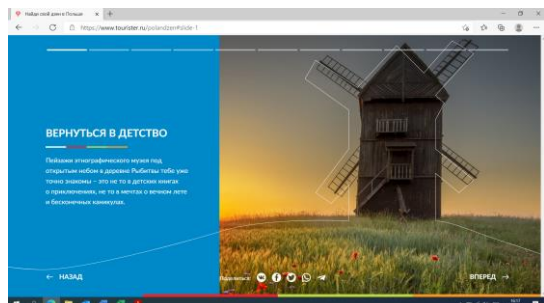 Найди свой дзен в Польше
https://www.tourister.ru/polandzen#slide-1
ВЕРНУТЬСЯ В ДЕТСТВО
Пейзажи этнографического музея под
открытым небом в деревне Рыбитвы тебе уже
точно знакомы – это не то в детских книгах
о приключениях, не то в мечтах о вечном лете
и бесконечных каникулах.
← НАЗАД
Поделиться:
ВПЕРЕД →